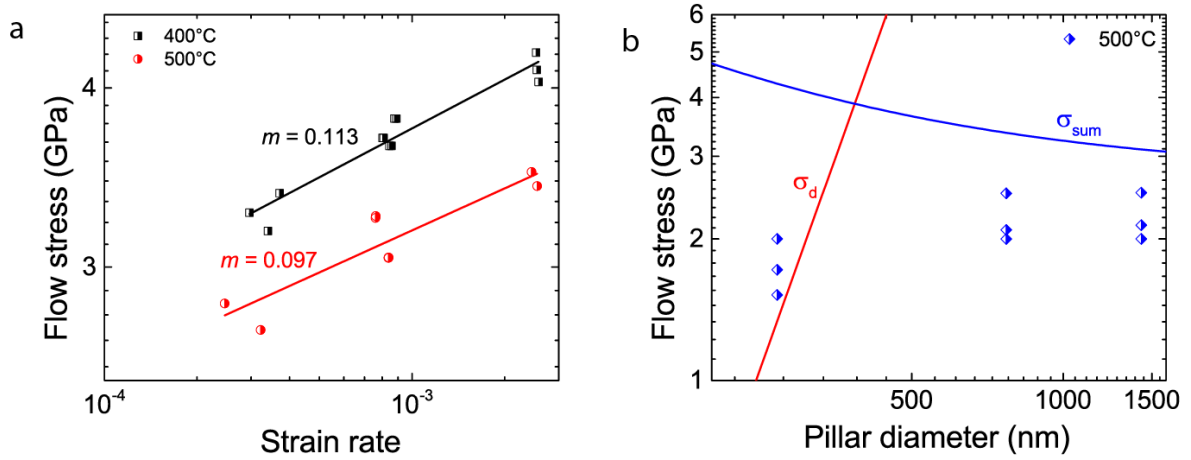 a
400°C
500°C
4
3
m = 0.113
m = 0.097
10⁻⁴
10⁻³
Flow stress (GPa)
Strain rate
b
500°C
6
5
4
3
2
1
σsum
σd
500
1000
1500
Flow stress (GPa)
Pillar diameter (nm)